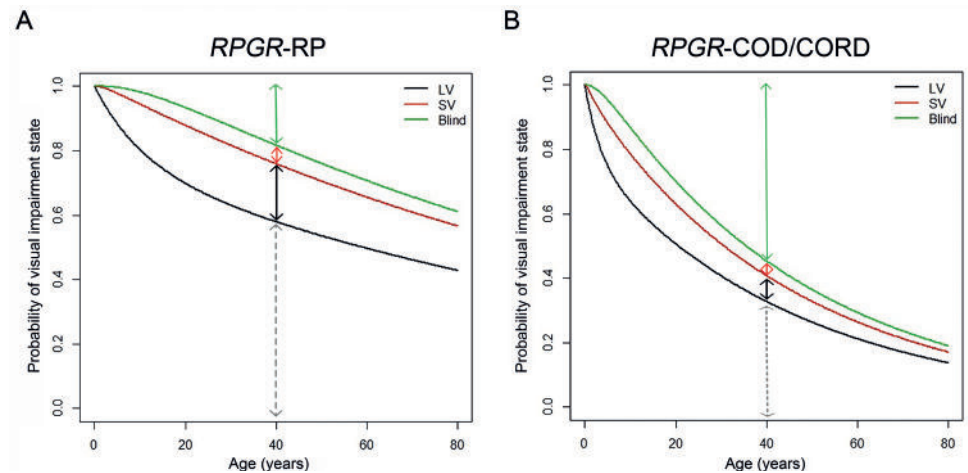 A
RPGR-RP
Probability of visual impairment state
1.0
0.8
0.6
0.4
0.2
0.0
LV
SV
Blind
0 20 40 60 80
Age (years)
B
RPGR-COD/CORD
Probability of visual impairment state
1.0
0.8
0.6
0.4
0.2
0.0
LV
SV
Blind
0 20 40 60 80
Age (years)